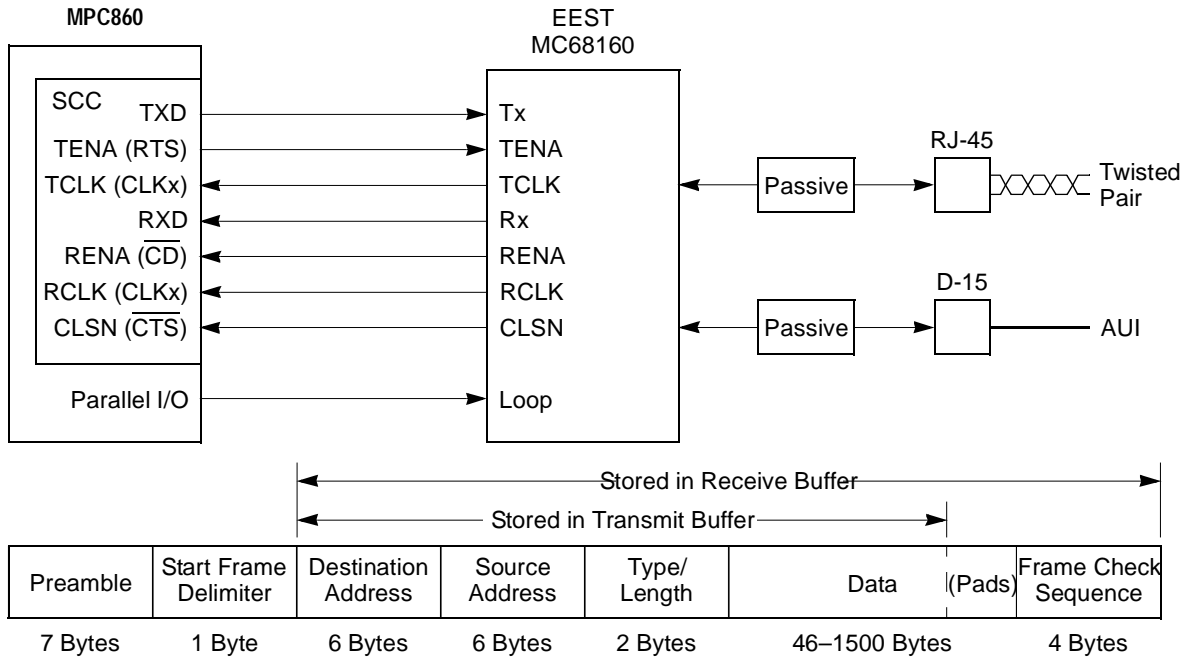 MPC860
EEST
MC68160
SCC
TXD
Tx
TENA (RTS)
TENA
TCLK (CLKx)
TCLK
RXD
Rx
RENA (CD)
RENA
RCLK (CLKx)
RCLK
CLSN (CTS)
CLSN
Parallel I/O
Loop
Passive
RJ-45
Twisted
Pair
Passive
D-15
AUI
Stored in Receive Buffer
Stored in Transmit Buffer
Preamble
Start Frame
Delimiter
Destination
Address
Source
Address
Type/
Length
Data
(Pads)
Frame Check
Sequence
7 Bytes
1 Byte
6 Bytes
6 Bytes
2 Bytes
46–1500 Bytes
4 Bytes